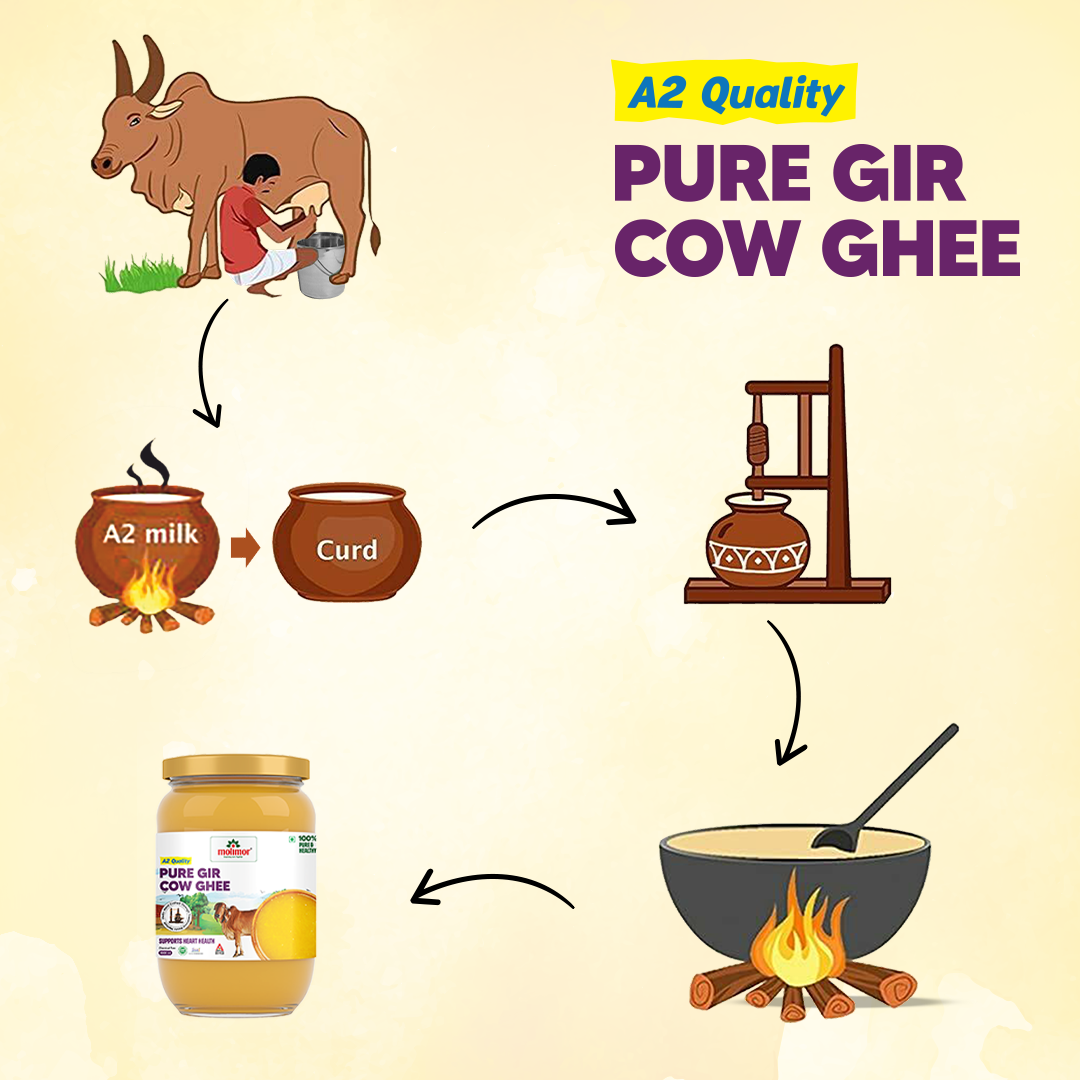 A2 Quality
PURE GIR
COW GHEE
A2 milk
Curd
molimor
100%
PURE &
HEALTHY
A2 Quality
PURE GIR
COW GHEE
SUPPORTS HEART HEALTH